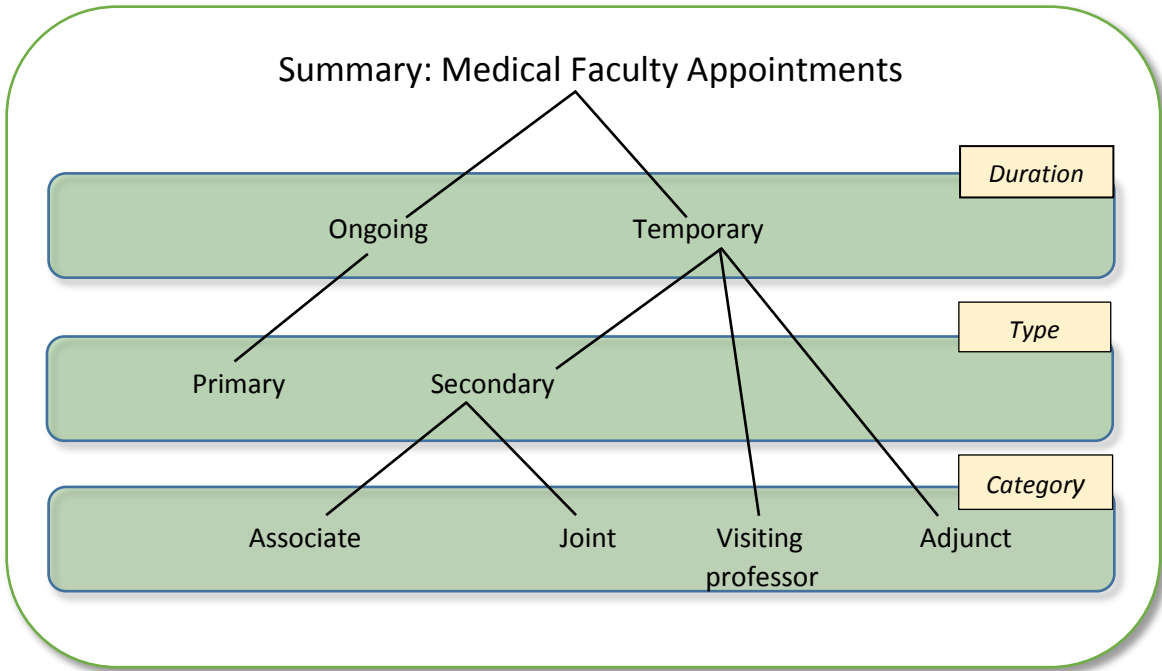 Summary: Medical Faculty Appointments
Duration
Ongoing
Temporary
Type
Primary
Secondary
Category
Associate
Joint
Visiting
professor
Adjunct